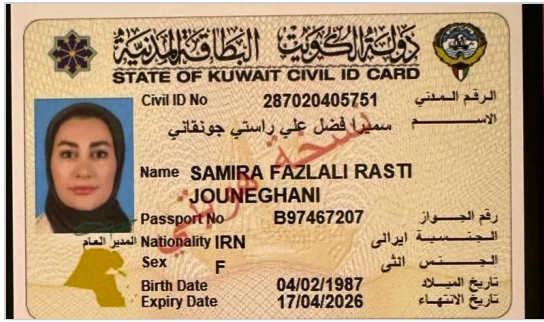 دولة الكويت البطاقة المدنية
STATE OF KUWAIT CIVIL ID CARD
Civil ID No 287020405751 الرقم المدني
سميرا فضل علي راستي جونقاني الاسم
Name SAMIRA FAZLALI RASTI
JOUNEGHANI
Passport No B97467207 رقم الجواز
المدير العام Nationality IRN الجنسية ايرانى
Sex F الجنس انثى
Birth Date 04/02/1987 تاريخ الميلاد
Expiry Date 17/04/2026 تاريخ الانتهاء